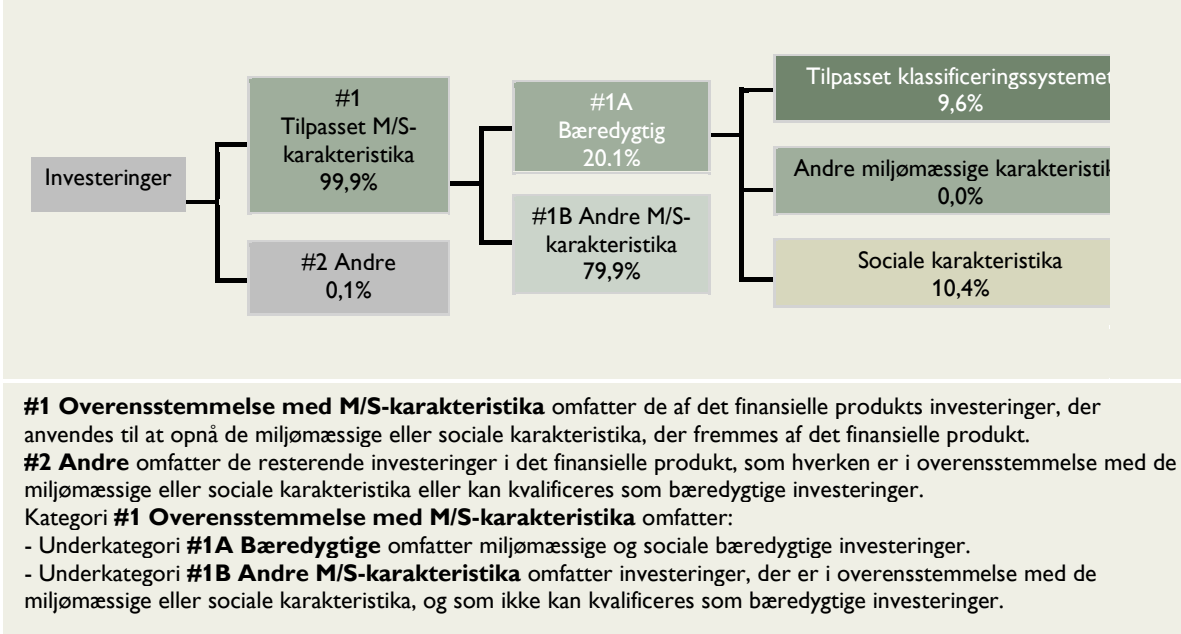 Investeringer
#1
Tilpasset M/S-
karakteristika
99,9%
#2 Andre
0,1%
#1A
Bæredygtig
20.1%
#1B Andre M/S-
karakteristika
79,9%
Tilpasset klassificeringssystemet
9,6%
Andre miljømæssige karakteristik
0,0%
Sociale karakteristika
10,4%
#1 Overensstemmelse med M/S-karakteristika omfatter de af det finansielle produkts investeringer, der
anvendes til at opnå de miljømæssige eller sociale karakteristika, der fremmes af det finansielle produkt.
#2 Andre omfatter de resterende investeringer i det finansielle produkt, som hverken er i overensstemmelse med de
miljømæssige eller sociale karakteristika eller kan kvalificeres som bæredygtige investeringer.
Kategori #1 Overensstemmelse med M/S-karakteristika omfatter:
- Underkategori #1A Bæredygtige omfatter miljømæssige og sociale bæredygtige investeringer.
- Underkategori #1B Andre M/S-karakteristika omfatter investeringer, der er i overensstemmelse med de
miljømæssige eller sociale karakteristika, og som ikke kan kvalificeres som bæredygtige investeringer.